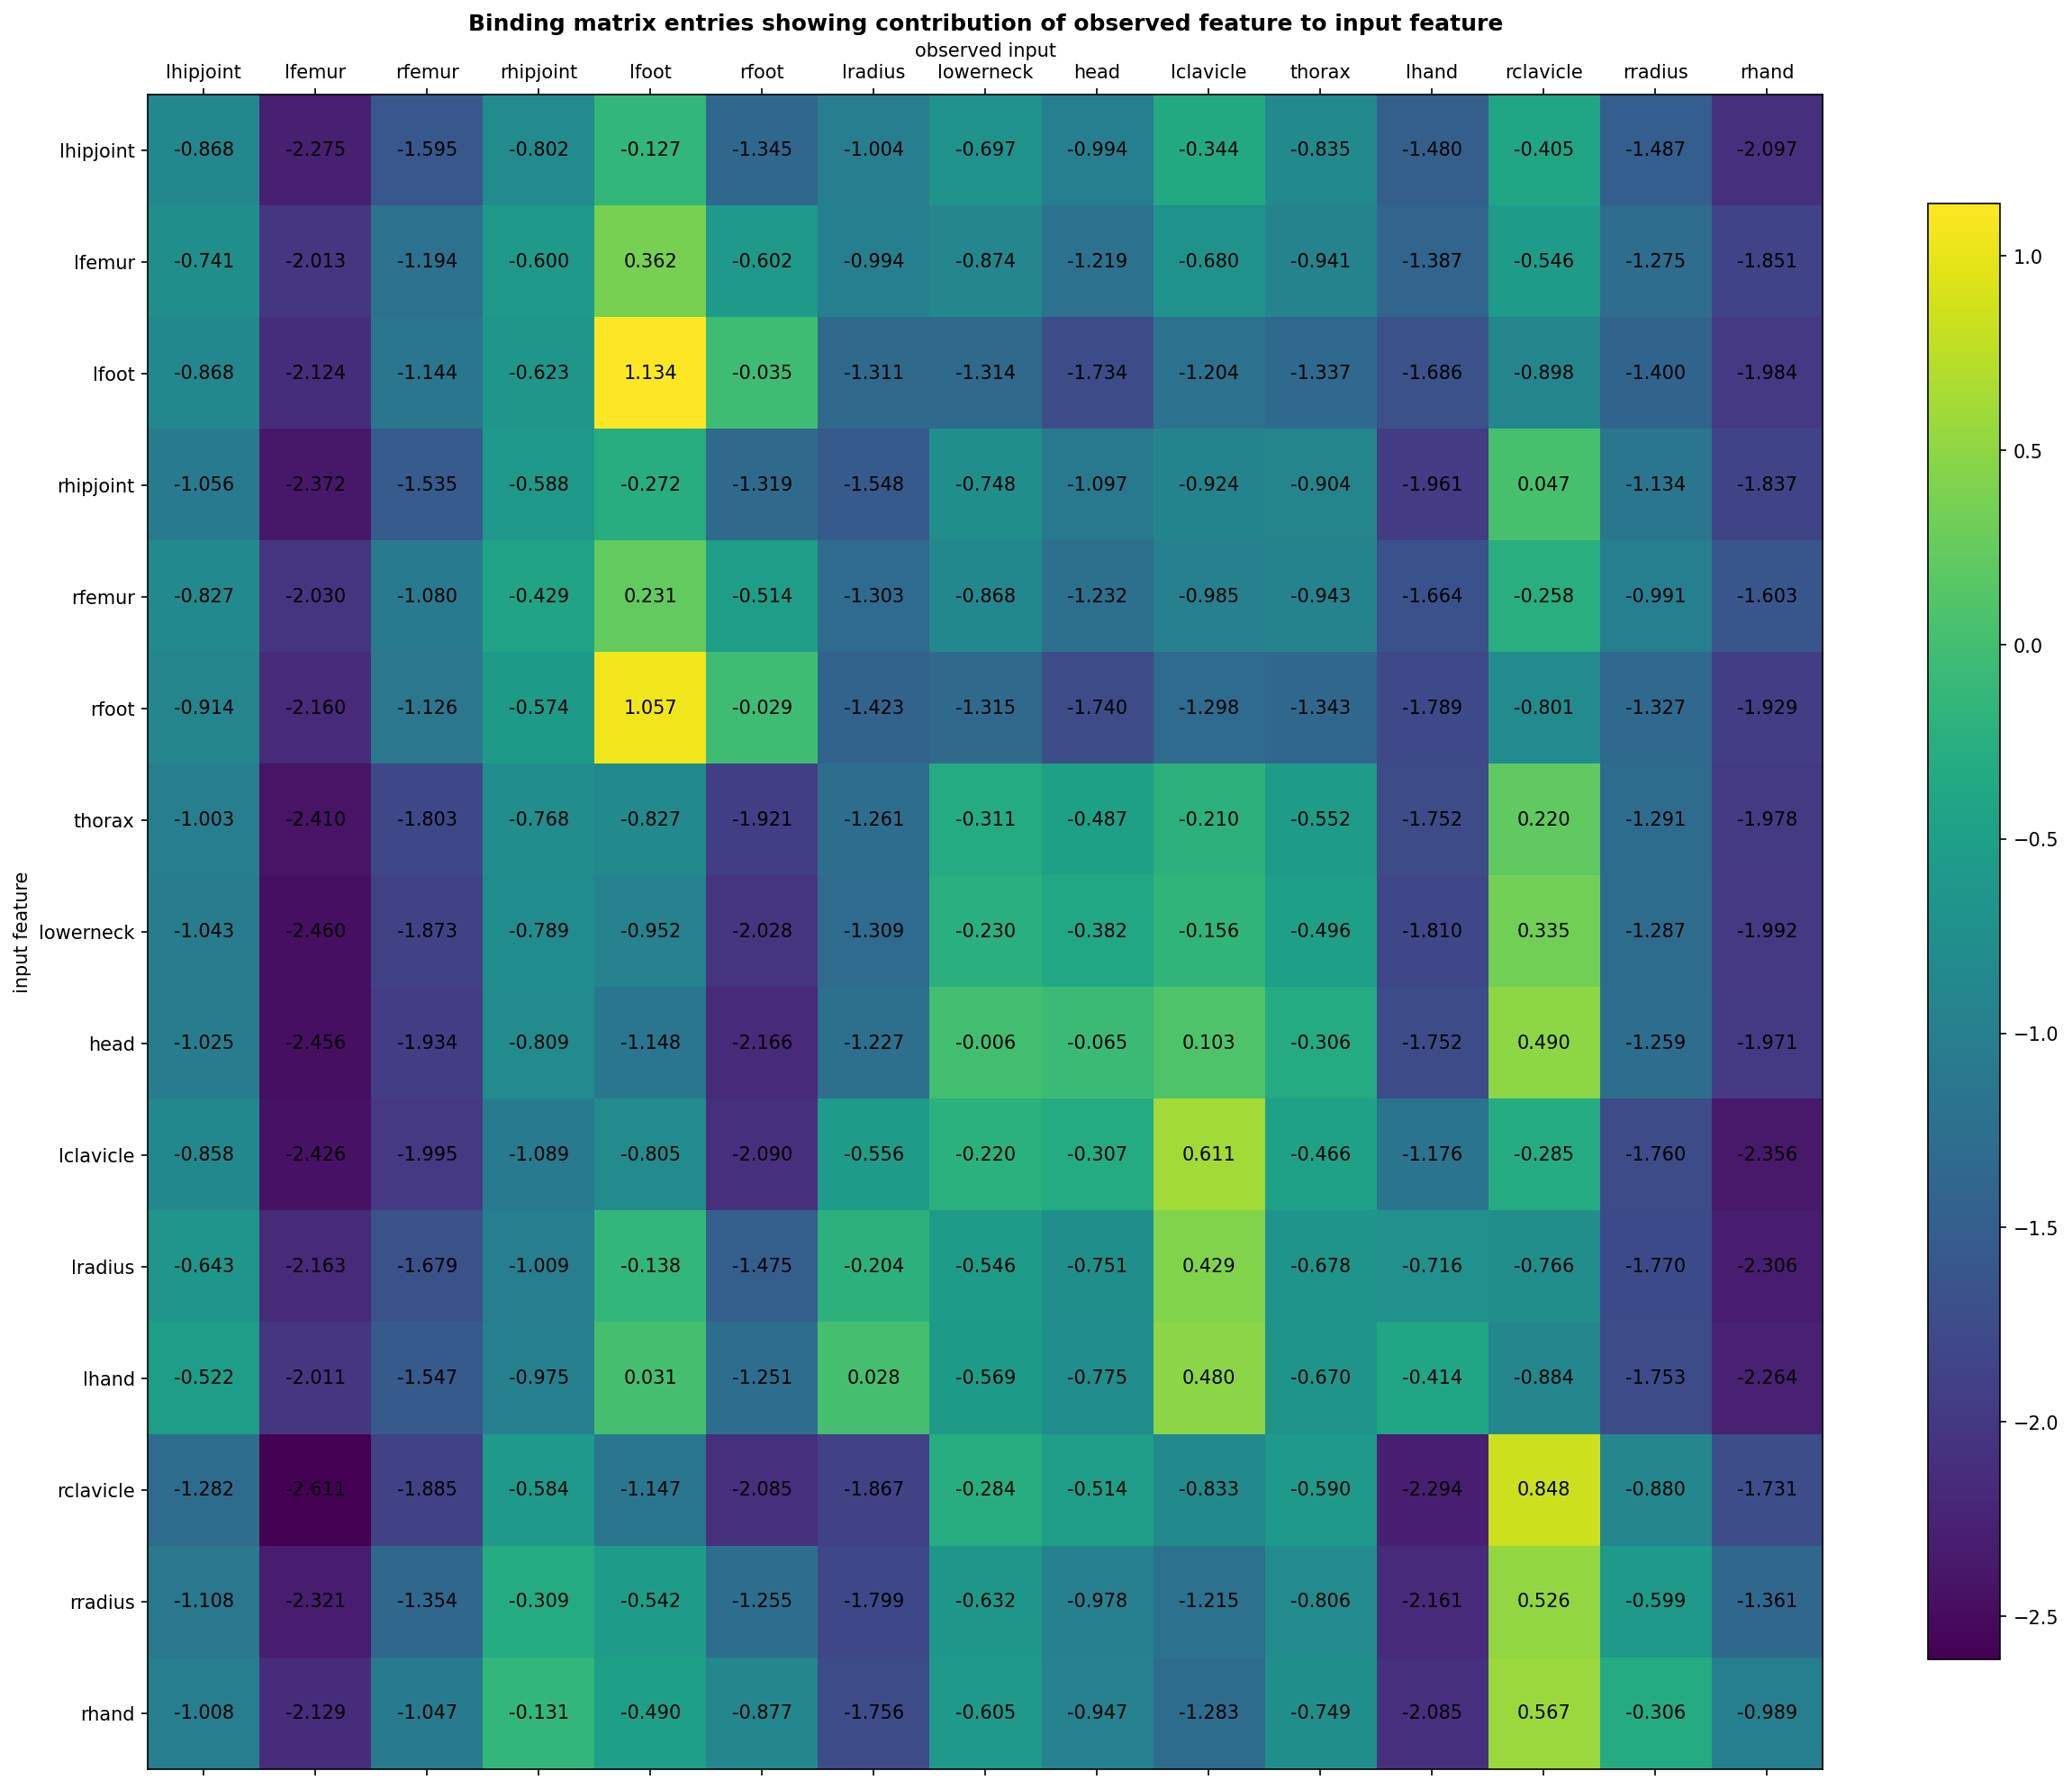 Binding matrix entries showing contribution of observed feature to input feature
observed input
lhipjoint lfemur rfemur rhipjoint lfoot rfoot lradius lowerneck head lclavicle thorax lhand rclavicle rradius rhand
lhipjoint -0.868 -2.275 -1.595 -0.802 -0.127 -1.345 -1.004 -0.697 -0.994 -0.344 -0.835 -1.480 -0.405 -1.487 -2.097
lfemur -0.741 -2.013 -1.194 -0.600 0.362 -0.602 -0.994 -0.874 -1.219 -0.680 -0.941 -1.387 -0.546 -1.275 -1.851
lfoot -0.868 -2.124 -1.144 -0.623 1.134 -0.035 -1.311 -1.314 -1.734 -1.204 -1.337 -1.686 -0.898 -1.400 -1.984
rhipjoint -1.056 -2.372 -1.535 -0.588 -0.272 -1.319 -1.548 -0.748 -1.097 -0.924 -0.904 -1.961 0.047 -1.134 -1.837
rfemur -0.827 -2.030 -1.080 -0.429 0.231 -0.514 -1.303 -0.868 -1.232 -0.985 -0.943 -1.664 -0.258 -0.991 -1.603
rfoot -0.914 -2.160 -1.126 -0.574 1.057 -0.029 -1.423 -1.315 -1.740 -1.298 -1.343 -1.789 -0.801 -1.327 -1.929
thorax -1.003 -2.410 -1.803 -0.768 -0.827 -1.921 -1.261 -0.311 -0.487 -0.210 -0.552 -1.752 0.220 -1.291 -1.978
lowerneck -1.043 -2.460 -1.873 -0.789 -0.952 -2.028 -1.309 -0.230 -0.382 -0.156 -0.496 -1.810 0.335 -1.287 -1.992
head -1.025 -2.456 -1.934 -0.809 -1.148 -2.166 -1.227 -0.006 -0.065 0.103 -0.306 -1.752 0.490 -1.259 -1.971
lclavicle -0.858 -2.426 -1.995 -1.089 -0.805 -2.090 -0.556 -0.220 -0.307 0.611 -0.466 -1.176 -0.285 -1.760 -2.356
lradius -0.643 -2.163 -1.679 -1.009 -0.138 -1.475 -0.204 -0.546 -0.751 0.429 -0.678 -0.716 -0.766 -1.770 -2.306
lhand -0.522 -2.011 -1.547 -0.975 0.031 -1.251 0.028 -0.569 -0.775 0.480 -0.670 -0.414 -0.884 -1.753 -2.264
rclavicle -1.282 -2.611 -1.885 -0.584 -1.147 -2.085 -1.867 -0.284 -0.514 -0.833 -0.590 -2.294 0.848 -0.880 -1.731
rradius -1.108 -2.321 -1.354 -0.309 -0.542 -1.255 -1.799 -0.632 -0.978 -1.215 -0.806 -2.161 0.526 -0.599 -1.361
rhand -1.008 -2.129 -1.047 -0.131 -0.490 -0.877 -1.756 -0.605 -0.947 -1.283 -0.749 -2.085 0.567 -0.306 -0.989
input feature
1.0
0.5
0.0
−0.5
−1.0
−1.5
−2.0
−2.5